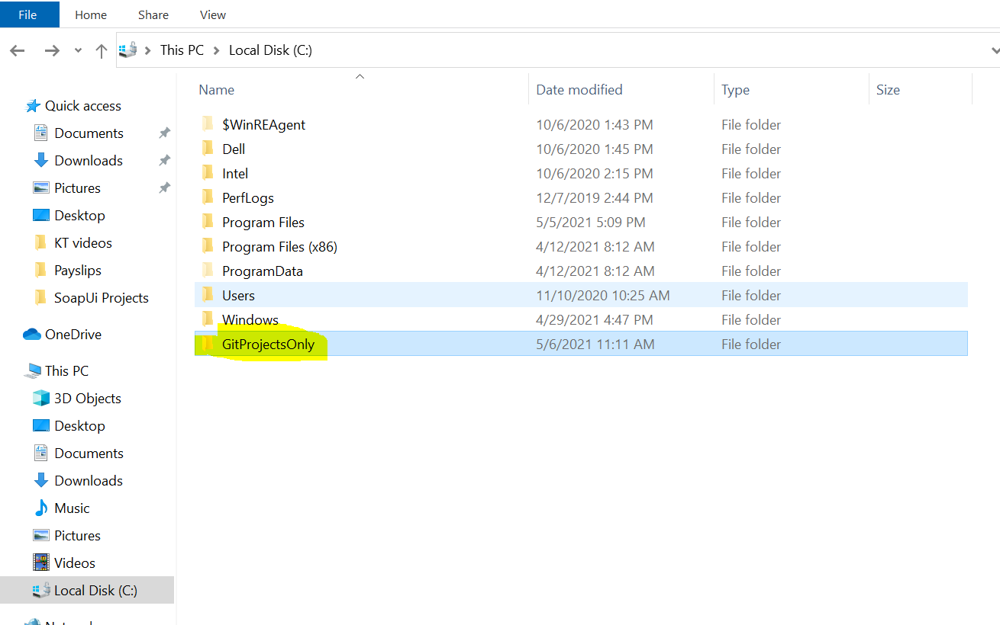 File Home Share View
This PC > Local Disk (C:)
Name Date modified Type Size
Quick access
Documents
Downloads
Pictures
Desktop
KT videos
Payslips
SoapUi Projects
OneDrive
This PC
3D Objects
Desktop
Documents
Downloads
Music
Pictures
Videos
Local Disk (C:)
$WinREAgent 10/6/2020 1:43 PM File folder
Dell 10/6/2020 1:45 PM File folder
Intel 10/6/2020 2:15 PM File folder
PerfLogs 12/7/2019 2:44 PM File folder
Program Files 5/5/2021 5:09 PM File folder
Program Files (x86) 4/12/2021 8:12 AM File folder
ProgramData 4/12/2021 8:12 AM File folder
Users 11/10/2020 10:25 AM File folder
Windows 4/29/2021 4:47 PM File folder
GitProjectsOnly 5/6/2021 11:11 AM File folder